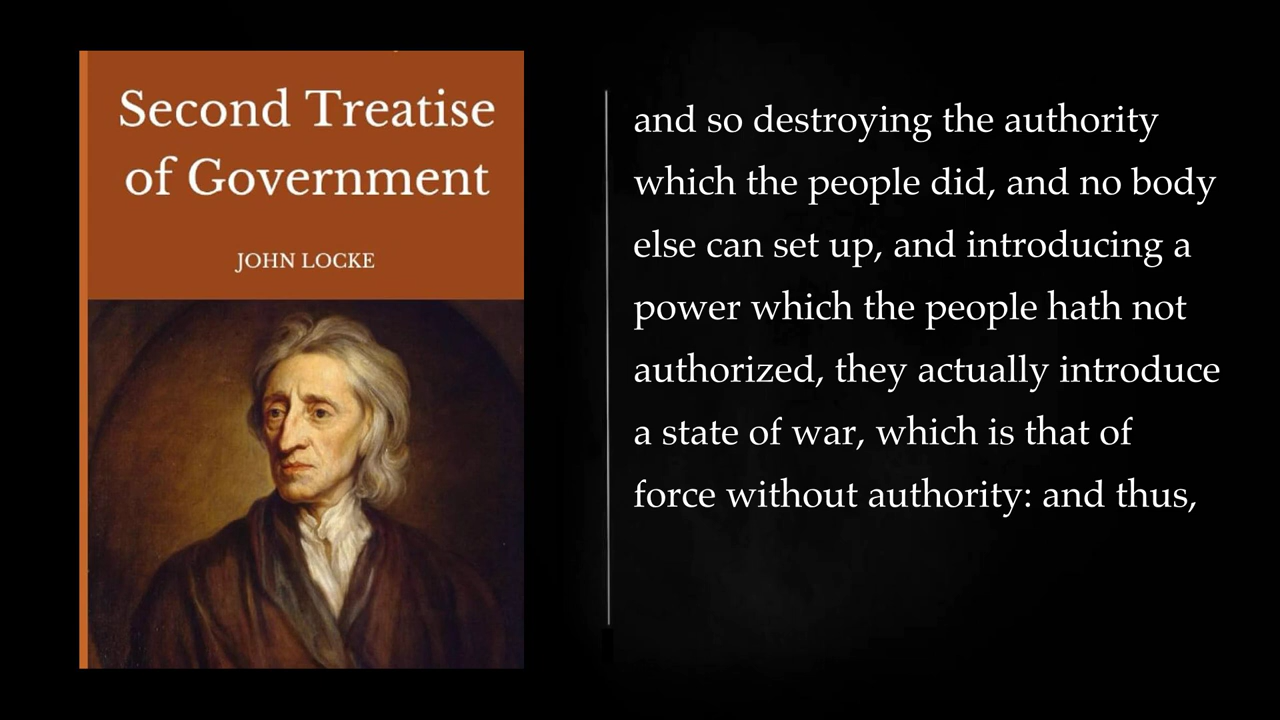 Second Treatise
of Government
JOHN LOCKE
and so destroying the authority
which the people did, and no body
else can set up, and introducing a
power which the people hath not
authorized, they actually introduce
a state of war, which is that of
force without authority: and thus,